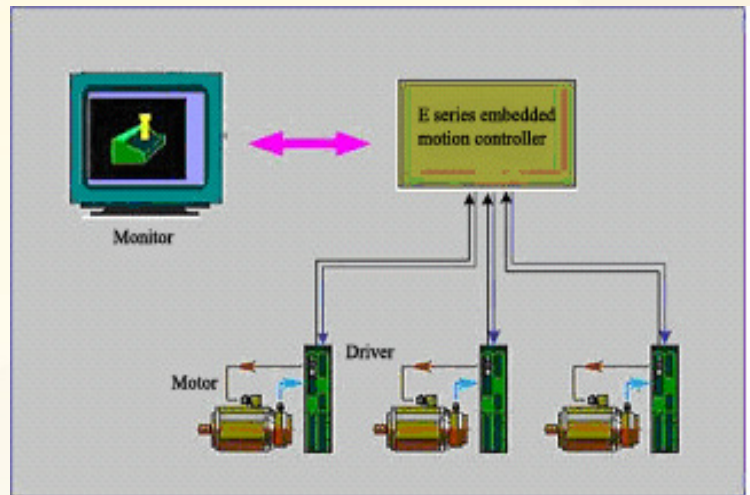 E series embedded
motion controller
Monitor
Driver
Motor